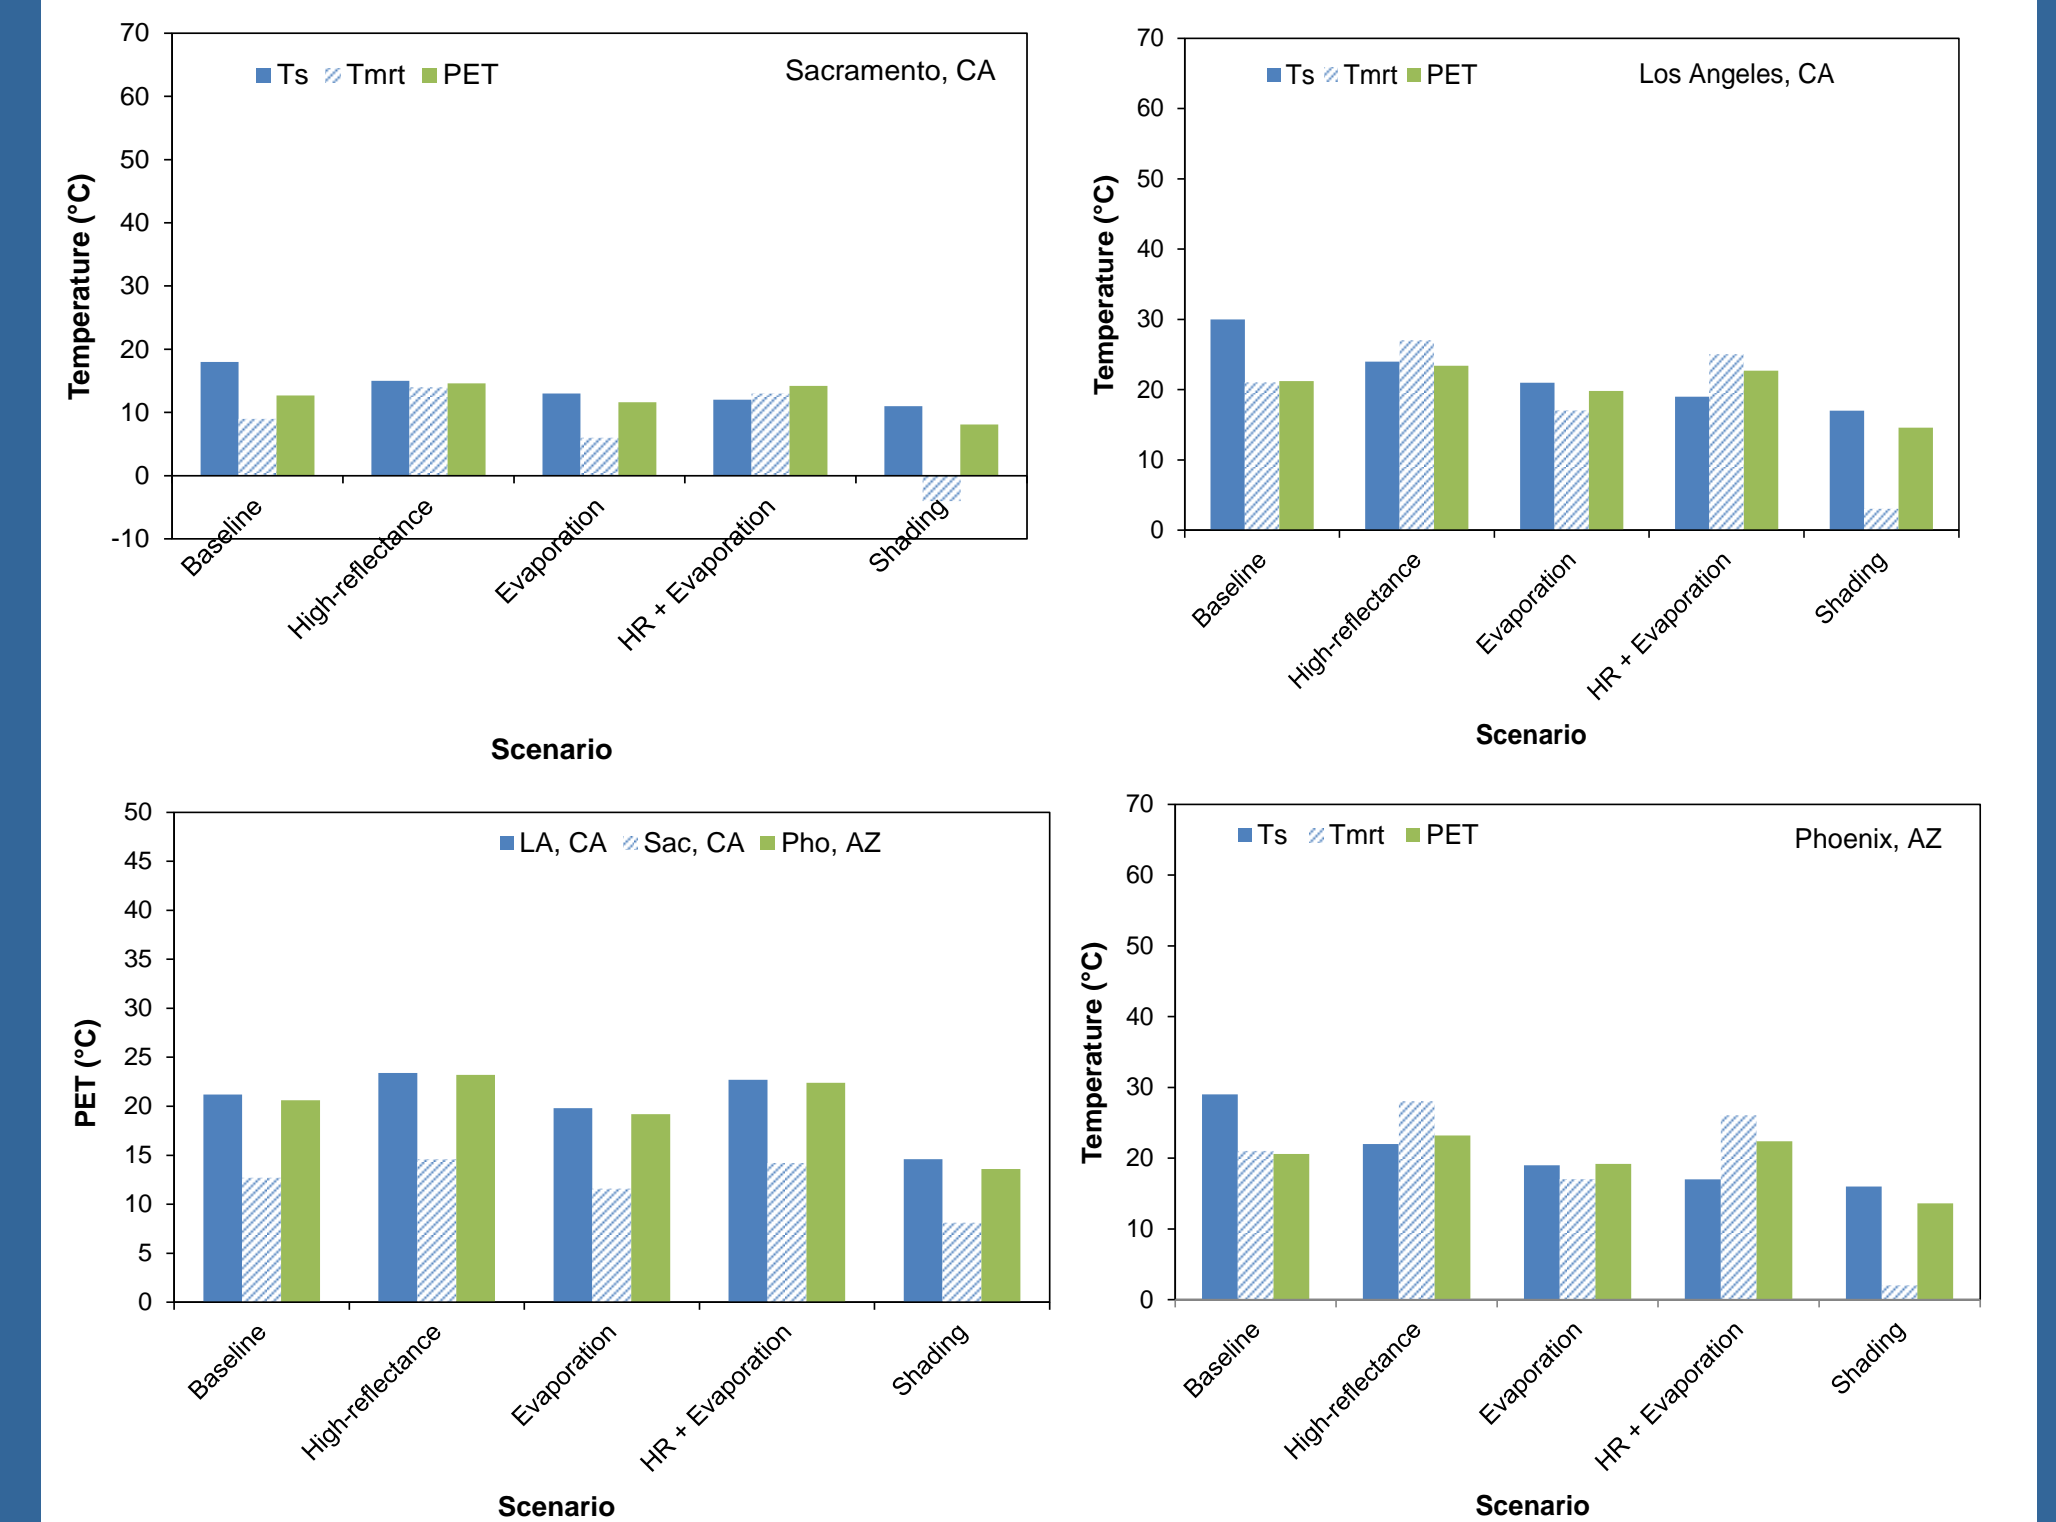 70
60
50
40
30
20
10
0
-10
Temperature (°C)
Ts Tmrt PET
Sacramento, CA
Baseline
High-reflectance
Evaporation
HR + Evaporation
Shading
Scenario
70
60
50
40
30
20
10
0
Temperature (°C)
Ts Tmrt PET
Los Angeles, CA
Baseline
High-reflectance
Evaporation
HR + Evaporation
Shading
Scenario
50
45
40
35
30
25
20
15
10
5
0
PET (°C)
LA, CA Sac, CA Pho, AZ
Baseline
High-reflectance
Evaporation
HR + Evaporation
Shading
Scenario
70
60
50
40
30
20
10
0
Temperature (°C)
Ts Tmrt PET
Phoenix, AZ
Baseline
High-reflectance
Evaporation
HR + Evaporation
Shading
Scenario